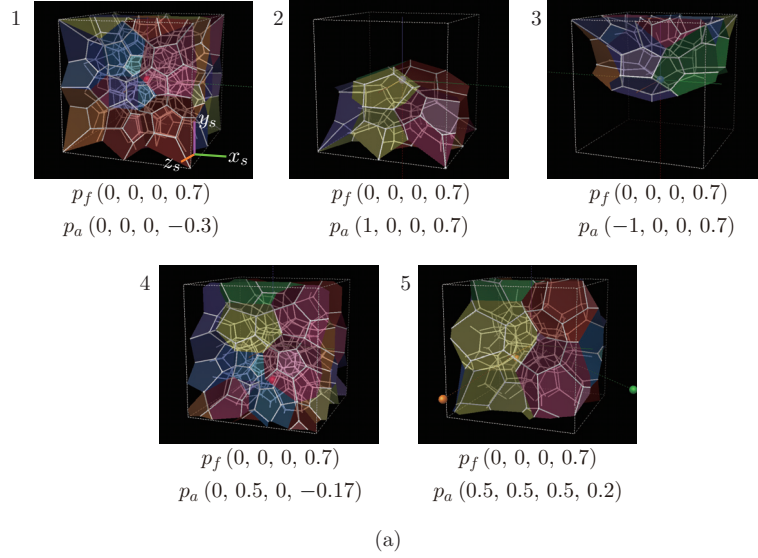 1
2
3
y_s
z_s
x_s
p_f (0, 0, 0, 0.7)
p_a (0, 0, 0, −0.3)
p_f (0, 0, 0, 0.7)
p_a (1, 0, 0, 0.7)
p_f (0, 0, 0, 0.7)
p_a (−1, 0, 0, 0.7)
4
5
p_f (0, 0, 0, 0.7)
p_a (0, 0.5, 0, −0.17)
p_f (0, 0, 0, 0.7)
p_a (0.5, 0.5, 0.5, 0.2)
(a)